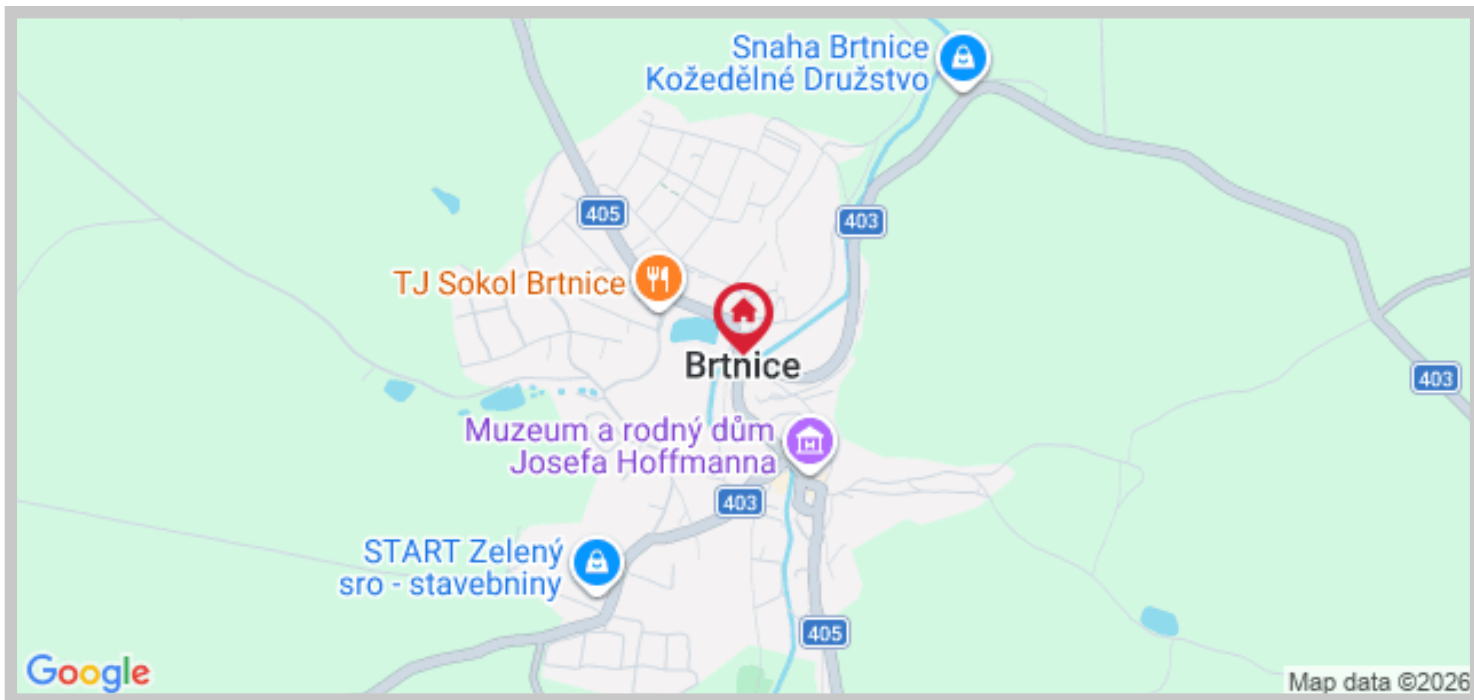 Snaha Brtnice
Kožedělné Družstvo
405
403
TJ Sokol Brtnice
Brtnice
403
Muzeum a rodný dům
Josefa Hoffmanna
403
START Zelený
sro - stavebniny
405
Google
Map data ©2026